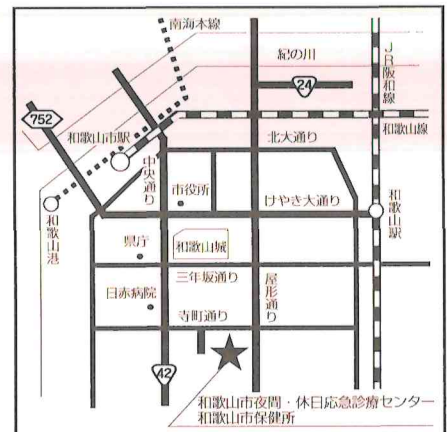 南海本線
紀の川
JR阪和線
24
752
和歌山市駅
和歌山線
北大通り
中央通り
市役所
けやき大通り
和歌山駅
和歌山港
県庁
和歌山城
三年坂通り
屋形通り
日赤病院
寺町通り
42
和歌山市夜間・休日応急診療センター
和歌山市保健所